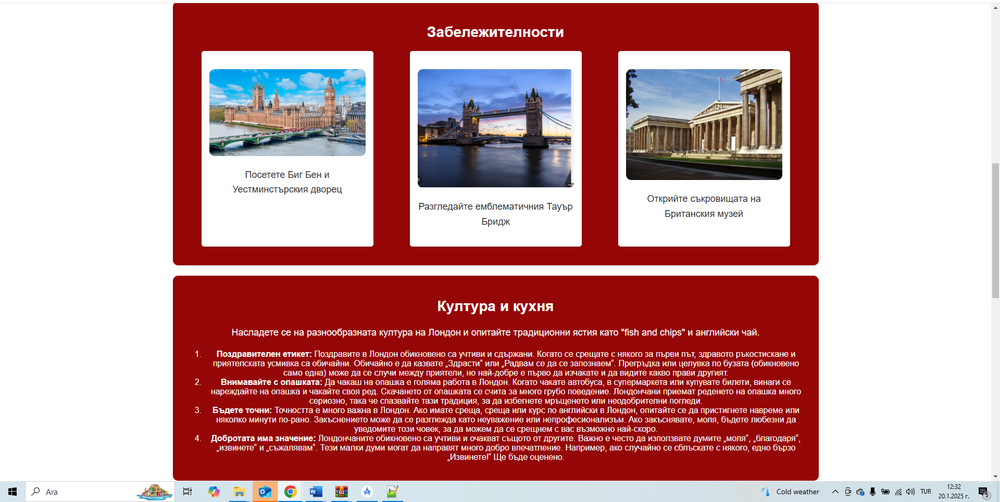 Забележителности
Посетете Биг Бен и
Уестминстърския дворец
Разгледайте емблематичния Тауър
Бридж
Открийте съкровищата на
Британския музей
Култура и кухня
Насладете се на разнообразната култура на Лондон и опитайте традиционни ястия като "fish and chips" и английски чай.
1. Поздравителен етикет: Поздравите в Лондон обикновено са учтиви и сдържани. Когато се срещате с някого за първи път, здравото ръкостискане и
приятелската усмивка са обичайни. Обичайно е да казвате „Здрасти“ или „Радвам се да се запознаем“. Прегръдка или целувка по бузата (обикновено
само една) може да се случи между приятели, но най-добре е първо да изчакате и да видите какво прави другият.
2. Внимавайте с опашката: Да чакаш на опашка е голяма работа в Лондон. Когато чакате автобуса, в супермаркета или купувате билети, винаги се
нареждайте на опашка и чакайте своя ред. Скачането от опашката се счита за много грубо поведение. Лондончани приемат реденето на опашка много
сериозно, така че спазвайте тази традиция, за да избегнете мръщенето или неодобрителни погледи.
3. Бъдете точни: Точността е много важна в Лондон. Ако имате среща, среща или курс по английски в Лондон, опитайте се да пристигнете навреме или
няколко минути по-рано. Закъснението може да се разглежда като неуважение или непрофесионализъм. Ако закъснявате, моля, бъдете любезни да
уведомите този човек, за да можем да се срещнем с вас възможно най-скоро.
4. Добротата има значение: Лондончаните обикновено са учтиви и очакват същото от другите. Важно е често да използвате думите „моля“, „благодаря“,
„извинете“ и „съжалявам“. Тези малки думи могат да направят много добро впечатление. Например, ако случайно се сблъскате с някого, едно бързо
„Извинете!“ Ще бъде оценено.
Ara
Cold weather
TUR
12:32
20.1.2025 г.
5